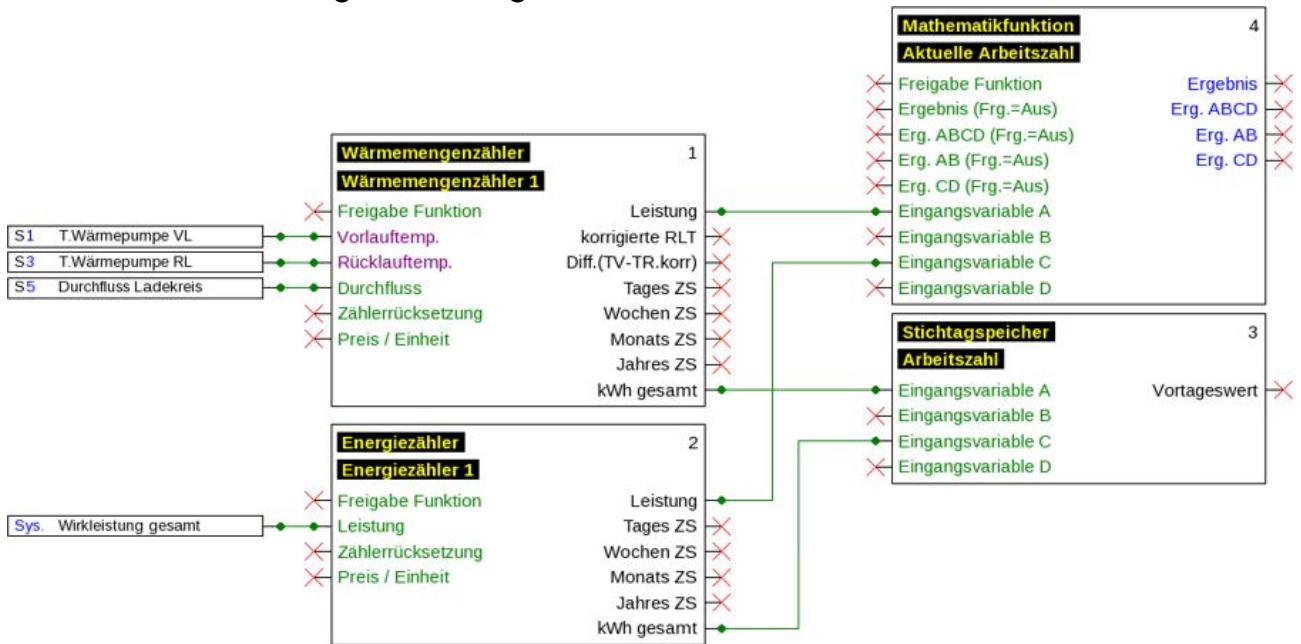 Mathematikfunktion 4
Aktuelle Arbeitszahl
Freigabe Funktion Ergebnis
Ergebnis (Frg.=Aus) Erg. ABCD
Erg. ABCD (Frg.=Aus) Erg. AB
Erg. AB (Frg.=Aus) Erg. CD
Erg. CD (Frg.=Aus)
Eingangsvariable A
Eingangsvariable B
Eingangsvariable C
Eingangsvariable D
Wärmemengenzähler 1
Wärmemengenzähler 1
Freigabe Funktion Leistung
S1 T.Wärmepumpe VL Vorlauftemp. korrigierte RLT
S3 T.Wärmepumpe RL Rücklauftemp. Diff.(TV-TR.korr)
S5 Durchfluss Ladekreis Durchfluss Tages ZS
Zählerrücksetzung Wochen ZS
Preis / Einheit Monats ZS
Jahres ZS
kWh gesamt
Stichtagspeicher 3
Arbeitszahl
Eingangsvariable A Vortageswert
Eingangsvariable B
Eingangsvariable C
Eingangsvariable D
Energiezähler 2
Energiezähler 1
Freigabe Funktion Leistung
Sys. Wirkleistung gesamt Leistung Tages ZS
Zählerrücksetzung Wochen ZS
Preis / Einheit Monats ZS
Jahres ZS
kWh gesamt